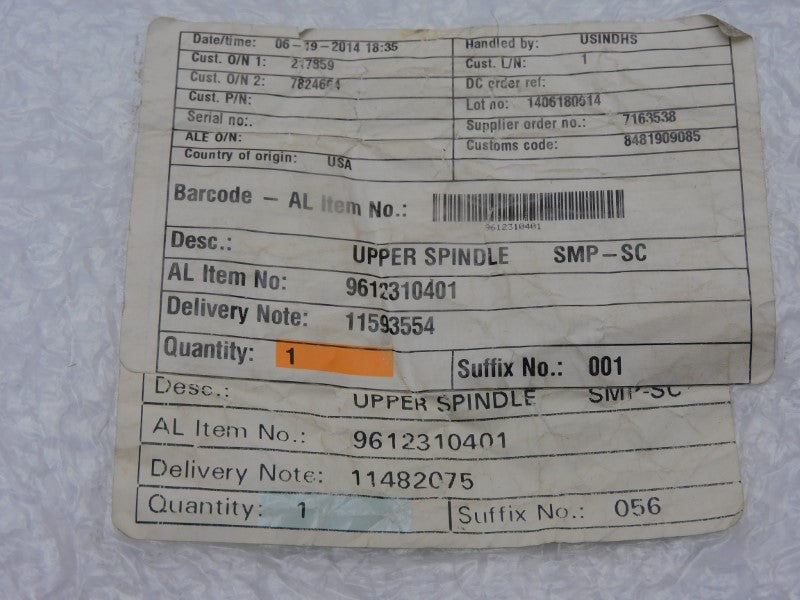 Date/time: 06-19-2014 18:35 Handled by: USINDHS
Cust. O/N 1: Cust. L/N: 1
Cust. O/N 2: DC order ref:
Cust. P/N: Lot no: 1406180614
Serial no:. Supplier order no.: 7163538
ALE O/N: Customs code: 8481909085
Country of origin: USA
Barcode - AL Item No.:
9612310401
Desc.: UPPER SPINDLE SMP-SC
AL Item No: 9612310401
Delivery Note: 11593554
Quantity: 1 Suffix No.: 001
Desc.: UPPER SPINDLE SMP-SC
AL Item No.: 9612310401
Delivery Note: 11482075
Quantity: 1 Suffix No.: 056